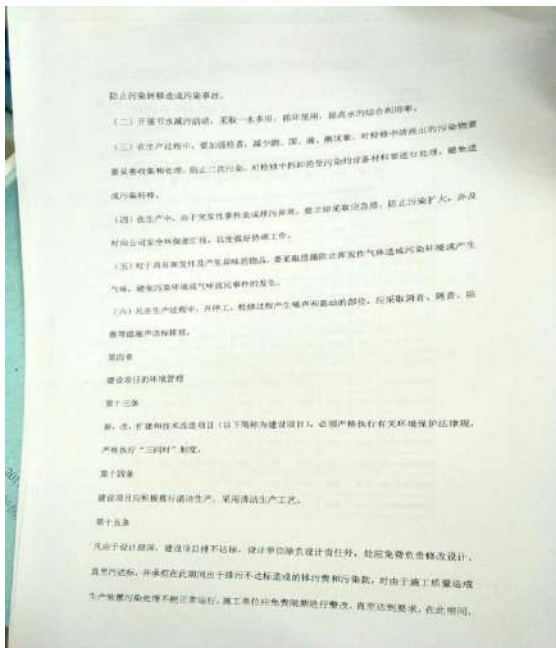 防止污染转移造成污染事故。
（二）开展节水减污活动，采取一水多用，循环使用，提高水的综合利用率。
（三）在生产过程中，要加强检查，减少跑、冒、滴、漏现象，对检修中清洗出的污染物要
要妥善收集和处理，防止二次污染。对检修中拆卸的受污染的设备材料要进行处理，避免造
成污染转移。
（四）在生产中，由于突发性事件造成排污异常，要立即采取应急措，防止污染扩大，并及
时向公司安全环保部汇报，以便做好协调工作。
（五）对于具有挥发性及产生异味的物品，要采取措施防止挥发性气体造成污染环境或产生
气味，避免污染环境或气味扰民事件的发生。
（六）凡在生产过程中，开停工、检修过程产生噪声和震动的部位，应采取消音、隔音、防
震等措施声达标排放。
第四章
建设项目的环境管理
第十三条
新、改、扩建和技术改造项目（以下简称为建设项目），必须严格执行有关环境保护法律规，
严格执行“三同时”制度。
第十四条
建设项目应积极推行清洁生产，采用清洁生产工艺。
第十五条
凡由于设计原因，建设项目排不达标，设计单位除负设计责任外，处应免费负责修改设计，
直至污达标，并承担在此期间出于排污不达标造成的排污费和污染款，对由于施工质量造成
生产装置污染处理不能正常运行，施工单位应免费限期进行整改，直至达到要求，在此期间，